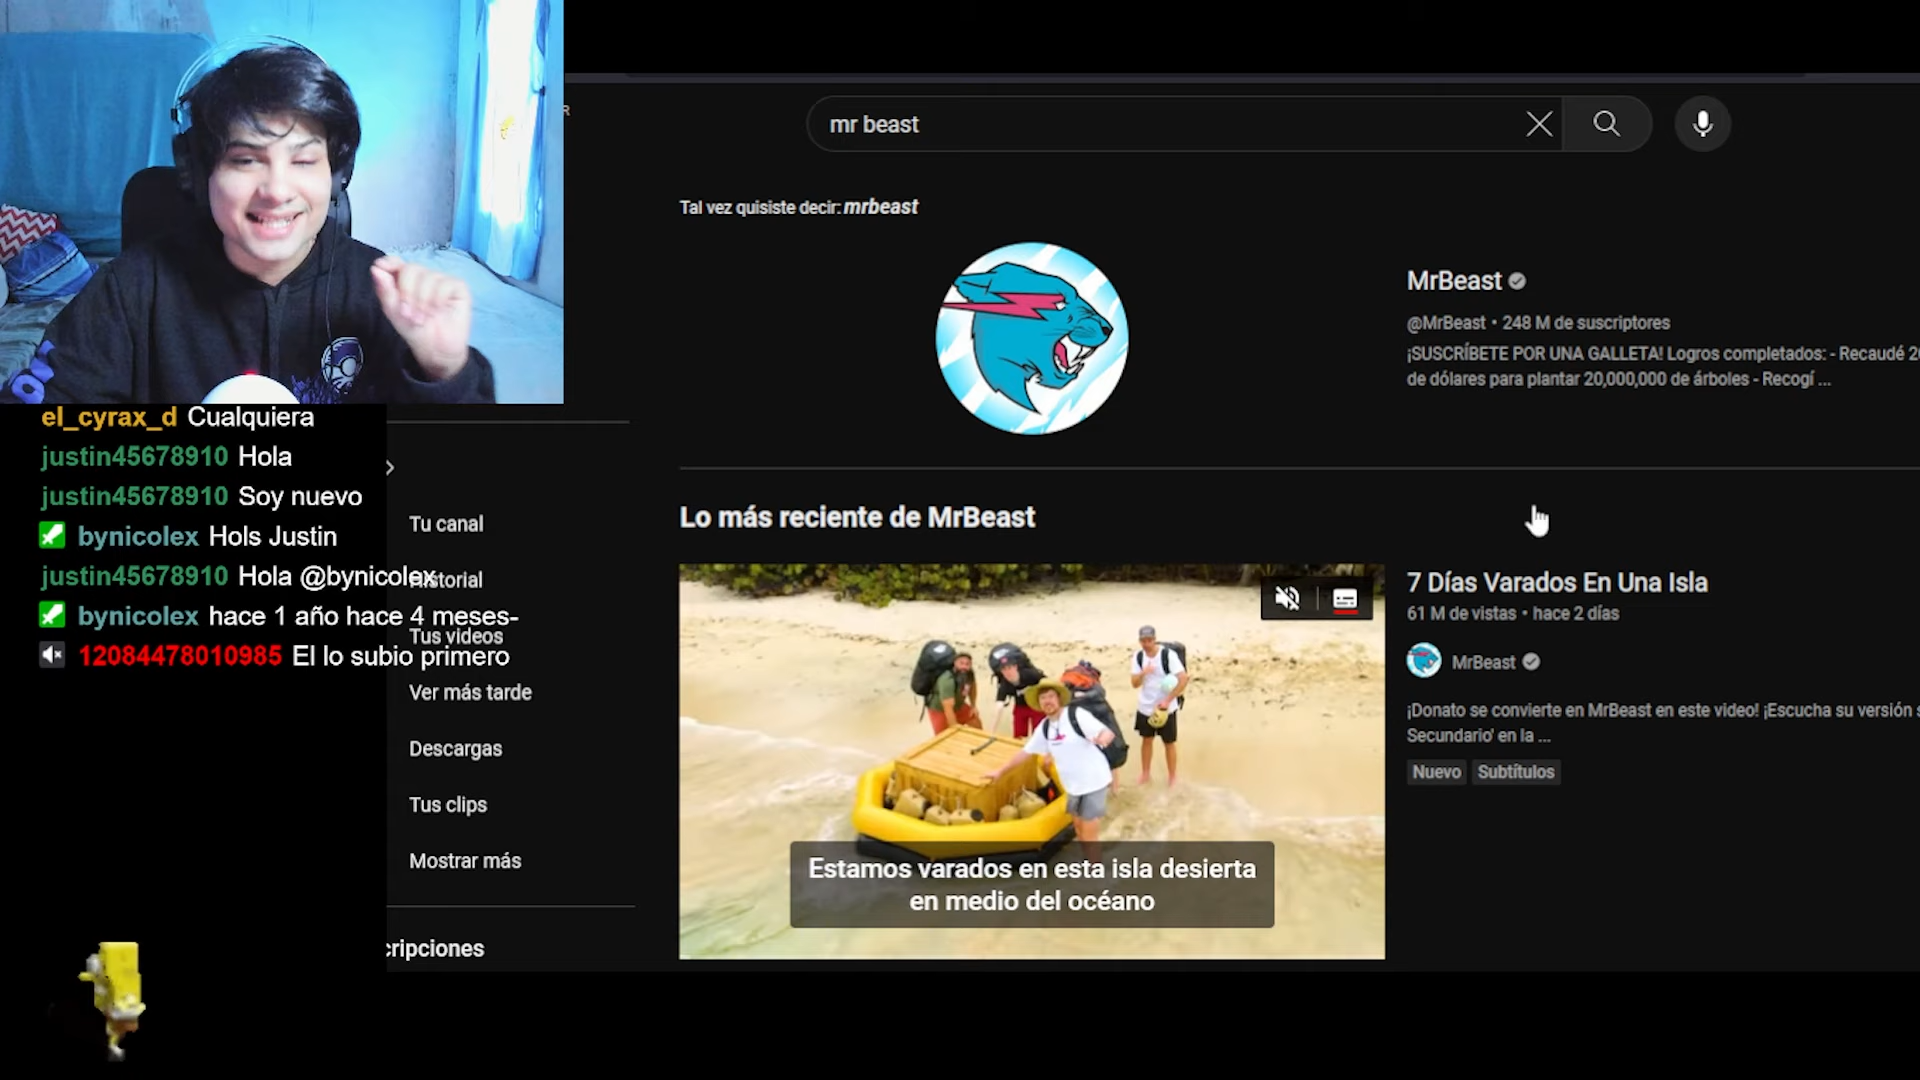 mr beast
Tal vez quisiste decir: mrbeast
MrBeast
@MrBeast • 248 M de suscriptores
¡SUSCRÍBETE POR UNA GALLETA! Logros completados: - Recaudé
de dólares para plantar 20,000,000 de árboles - Recogí ...
el_cyrax_d Cualquiera
justin45678910 Hola
justin45678910 Soy nuevo
bynicolex Hols Justin
justin45678910 Hola @bynicolex
bynicolex hace 1 año hace 4 meses-
12084478010985 El lo subio primero
Tu canal
Historial
Tus videos
Ver más tarde
Descargas
Tus clips
Mostrar más
cripciones
Lo más reciente de MrBeast
Estamos varados en esta isla desierta
en medio del océano
7 Días Varados En Una Isla
61 M de vistas • hace 2 días
MrBeast
¡Donato se convierte en MrBeast en este video! ¡Escucha su versión
Secundario' en la ...
Nuevo Subtítulos